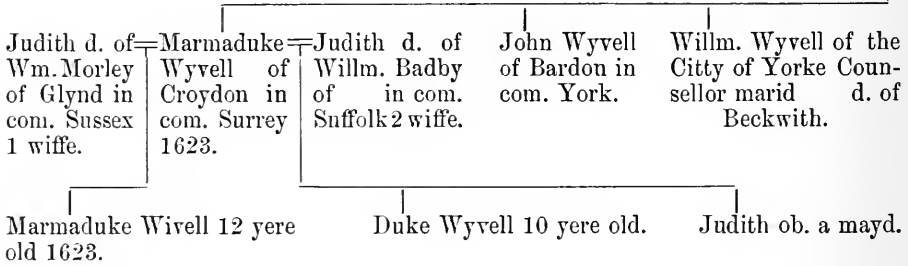 Judith d. of
Wm. Morley
of Glynd in
com. Sussex
1 wiffe.
Marmaduke
Wyvell of
Croydon in
com. Surrey
1623.
Judith d. of
Willm. Badby
of in com.
Suffolk 2 wiffe.
John Wyvell
of Bardon in
com. York.
Willm. Wyvell of the
Citty of Yorke Coun-
sellor marid d. of
Beckwith.
Marmaduke Wivell 12 yere
old 1623.
Duke Wyvell 10 yere old.
Judith ob. a mayd.